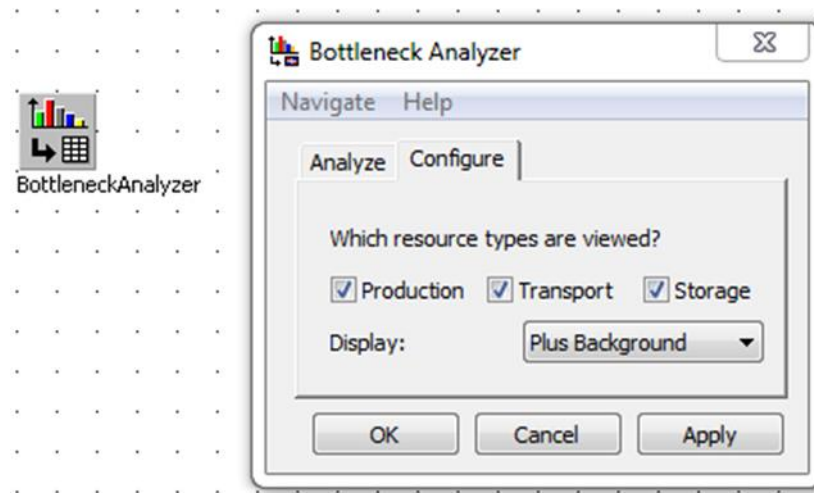 Bottleneck Analyzer
Navigate Help
Analyze Configure
BottleneckAnalyzer
Which resource types are viewed?
Production Transport Storage
Display: Plus Background
OK Cancel Apply